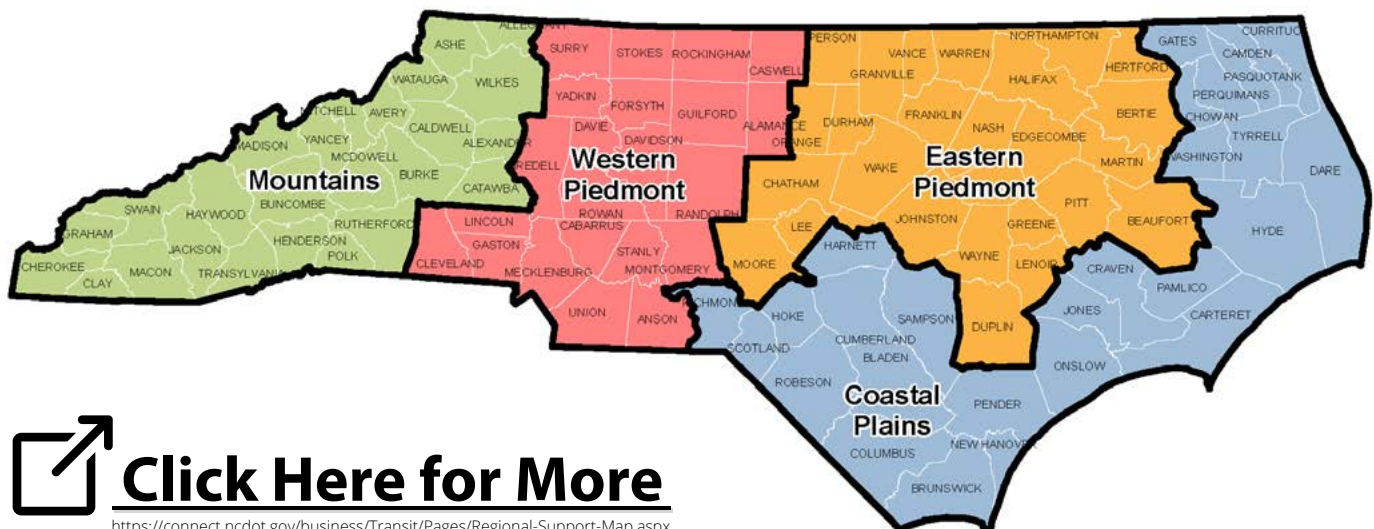 ALLEGHANY
ASHE
WATAUGA
WILKES
MITCHELL
AVERY
CALDWELL
ALEXANDER
MADISON
YANCEY
MCDOWELL
BURKE
CATAWBA
Mountains
SWAIN
HAYWOOD
BUNCOMBE
RUTHERFORD
GRAHAM
JACKSON
HENDERSON
POLK
CHEROKEE
CLAY
MACON
TRANSYLVANIA
SURRY
STOKES
ROCKINGHAM
CASWELL
YADKIN
FORSYTH
GUILFORD
ALAMANCE
DAVIE
DAVIDSON
IREDELL
Western
Piedmont
ROWAN
RANDOLPH
CABARRUS
LINCOLN
GASTON
STANLY
CLEVELAND
MECKLENBURG
MONTGOMERY
UNION
ANSON
PERSON
VANCE
WARREN
NORTHAMPTON
GRANVILLE
HALIFAX
HERTFORD
BERTIE
DURHAM
FRANKLIN
NASH
EDGECOMBE
ORANGE
WAKE
Eastern
Piedmont
MARTIN
CHATHAM
PITT
LEE
JOHNSTON
GREENE
BEAUFORT
MOORE
WAYNE
LENOIR
DUPLIN
GATES
CURRITUC
CAMDEN
PASQUOTANK
PERQUIMANS
CHOWAN
TYRRELL
WASHINGTON
DARE
HYDE
HARNETT
CRAVEN
PAMLICO
RICHMON
HOKE
SAMPSON
JONES
CARTERET
SCOTLAND
CUMBERLAND
BLADEN
ONSLOW
ROBESON
Coastal
Plains
PENDER
COLUMBUS
NEW HANOVER
BRUNSWICK
Click Here for More
https://connect.ncdot.gov/business/Transit/Pages/Regional-Support-Map.aspx